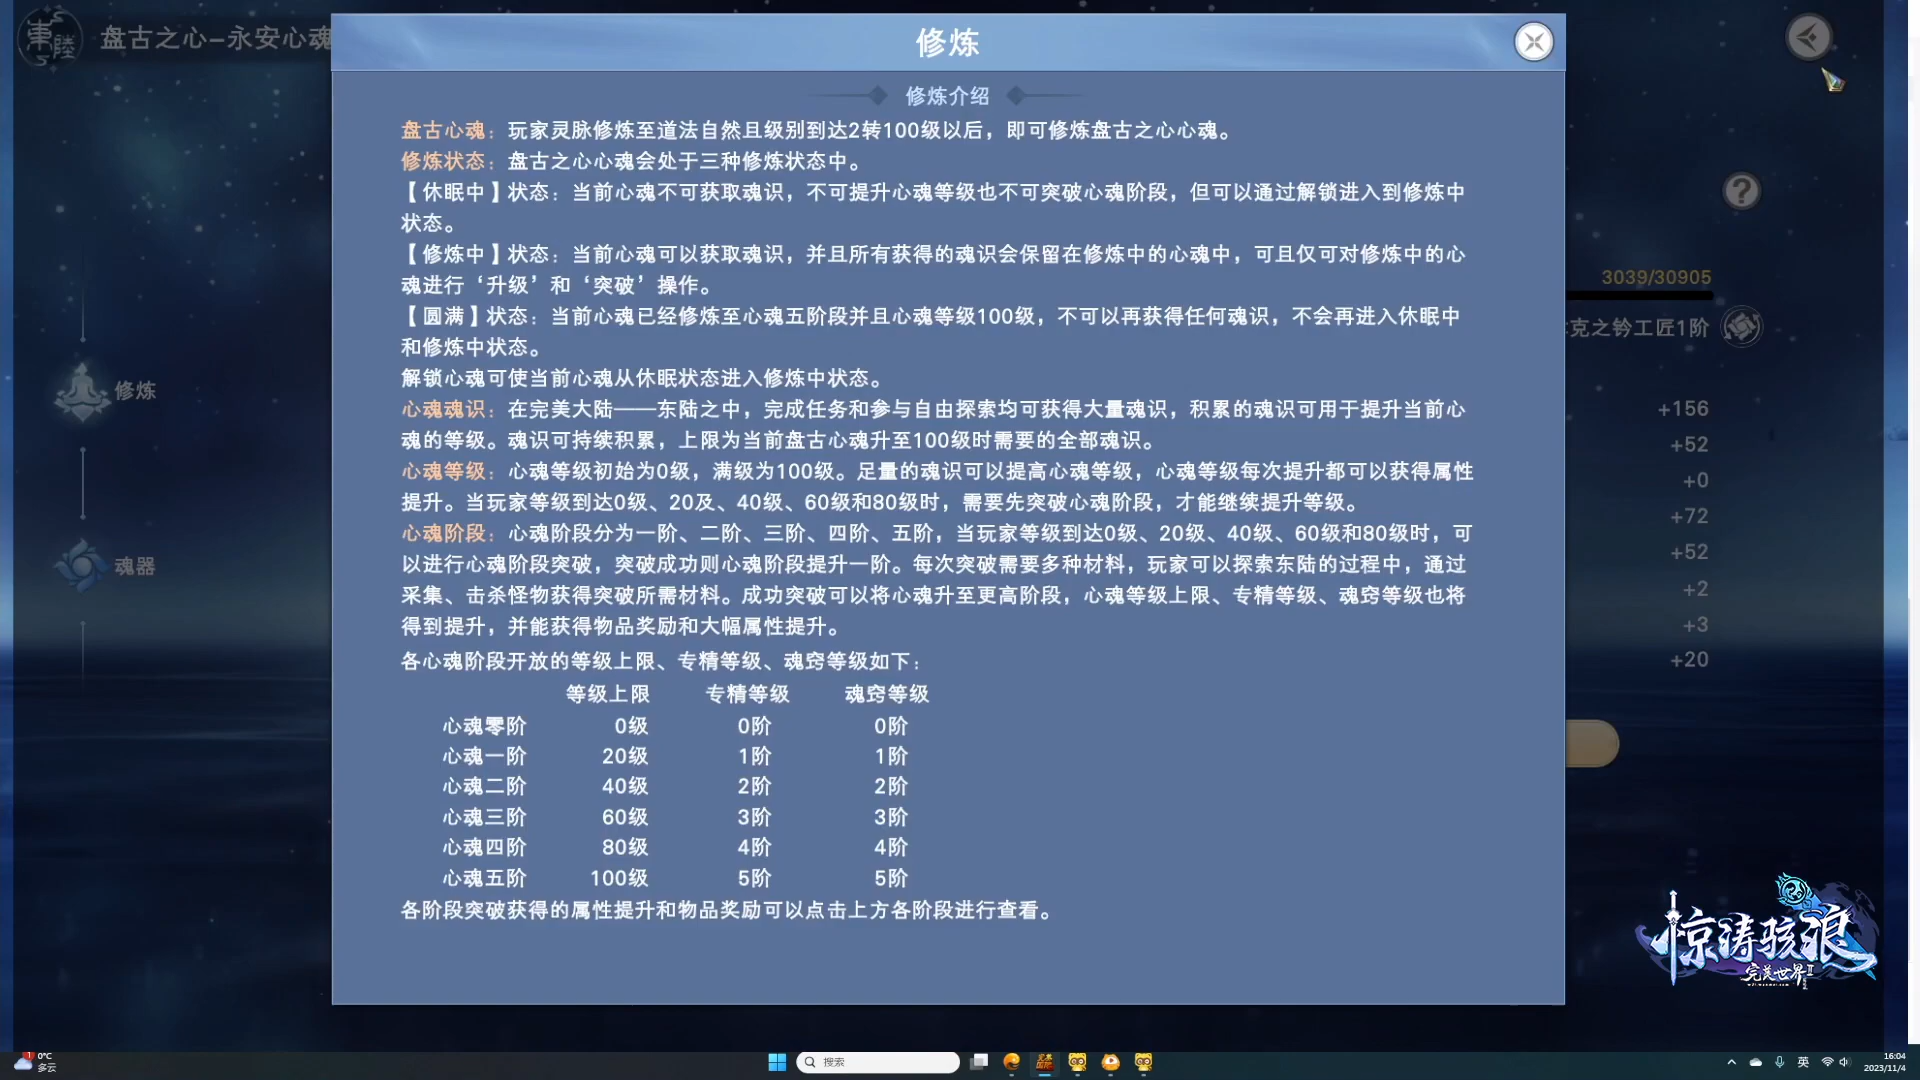 東陸
盘古之心-永安心魂
修炼
修炼介绍
盘古心魂：玩家灵脉修炼至道法自然且级别到达2转100级以后，即可修炼盘古之心心魂。
修炼状态：盘古之心心魂会处于三种修炼状态中。
【休眠中】状态：当前心魂不可获取魂识，不可提升心魂等级也不可突破心魂阶段，但可以通过解锁进入到修炼中
状态。
【修炼中】状态：当前心魂可以获取魂识，并且所有获得的魂识会保留在修炼中的心魂中，可且仅可对修炼中的心
魂进行‘升级’和‘突破’操作。
【圆满】状态：当前心魂已经修炼至心魂五阶段并且心魂等级100级，不可以再获得任何魂识，不会再进入休眠中
和修炼中状态。
解锁心魂可使当前心魂从休眠状态进入修炼中状态。
心魂魂识：在完美大陆——东陆之中，完成任务和参与自由探索均可获得大量魂识，积累的魂识可用于提升当前心
魂的等级。魂识可持续积累，上限为当前盘古心魂升至100级时需要的全部魂识。
心魂等级：心魂等级初始为0级，满级为100级。足量的魂识可以提高心魂等级，心魂等级每次提升都可以获得属性
提升。当玩家等级到达0级、20及、40级、60级和80级时，需要先突破心魂阶段，才能继续提升等级。
心魂阶段：心魂阶段分为一阶、二阶、三阶、四阶、五阶，当玩家等级到达0级、20级、40级、60级和80级时，可
以进行心魂阶段突破，突破成功则心魂阶段提升一阶。每次突破需要多种材料，玩家可以探索东陆的过程中，通过
采集、击杀怪物获得突破所需材料。成功突破可以将心魂升至更高阶段，心魂等级上限、专精等级、魂窍等级也将
得到提升，并能获得物品奖励和大幅属性提升。
各心魂阶段开放的等级上限、专精等级、魂窍等级如下：
等级上限 专精等级 魂窍等级
心魂零阶 0级 0阶 0阶
心魂一阶 20级 1阶 1阶
心魂二阶 40级 2阶 2阶
心魂三阶 60级 3阶 3阶
心魂四阶 80级 4阶 4阶
心魂五阶 100级 5阶 5阶
各阶段突破获得的属性提升和物品奖励可以点击上方各阶段进行查看。
修炼
魂器
?
3039/30905
克之钤工匠1阶
+156
+52
+0
+72
+52
+2
+3
+20
惊涛骇浪
完美世界II
0°C
多云
搜索
英
16:04
2023/11/4